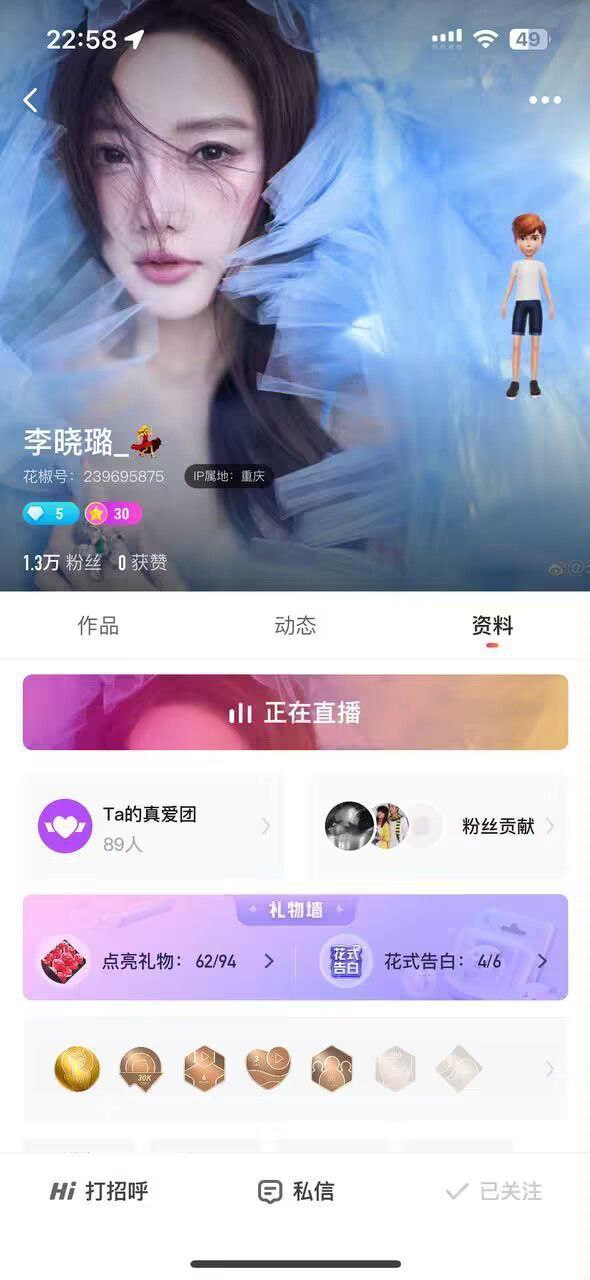 22:58
49
李晓璐_
花椒号：239695875 IP属地：重庆
5 30
1.3万 粉丝 0 获赞
作品 动态 资料
正在直播
Ta的真爱团
89人
粉丝贡献
礼物墙
点亮礼物：62/94
花式告白
花式告白：4/6
30K
3
6
Hi 打招呼 私信 已关注